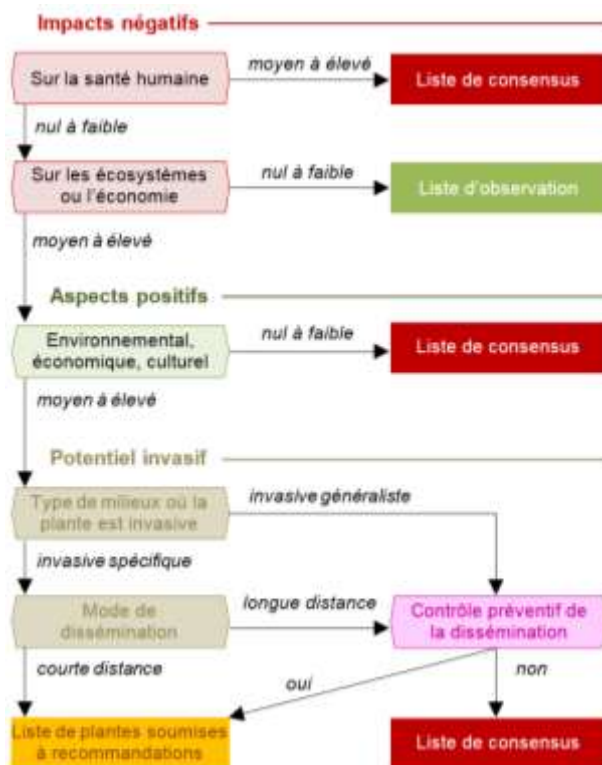 Impacts négatifs
Sur la santé humaine
moyen à élevé
Liste de consensus
nul à faible
Sur les écosystèmes
ou l'économie
nul à faible
Liste d'observation
moyen à élevé
Aspects positifs
Environnemental,
économique, culturel
nul à faible
Liste de consensus
moyen à élevé
Potentiel invasif
Type de milieux où la
plante est invasive
invasive généraliste
invasive spécifique
Mode de
dissémination
longue distance
Contrôle préventif de
la dissémination
courte distance
oui
non
Liste de plantes soumises
à recommandations
Liste de consensus